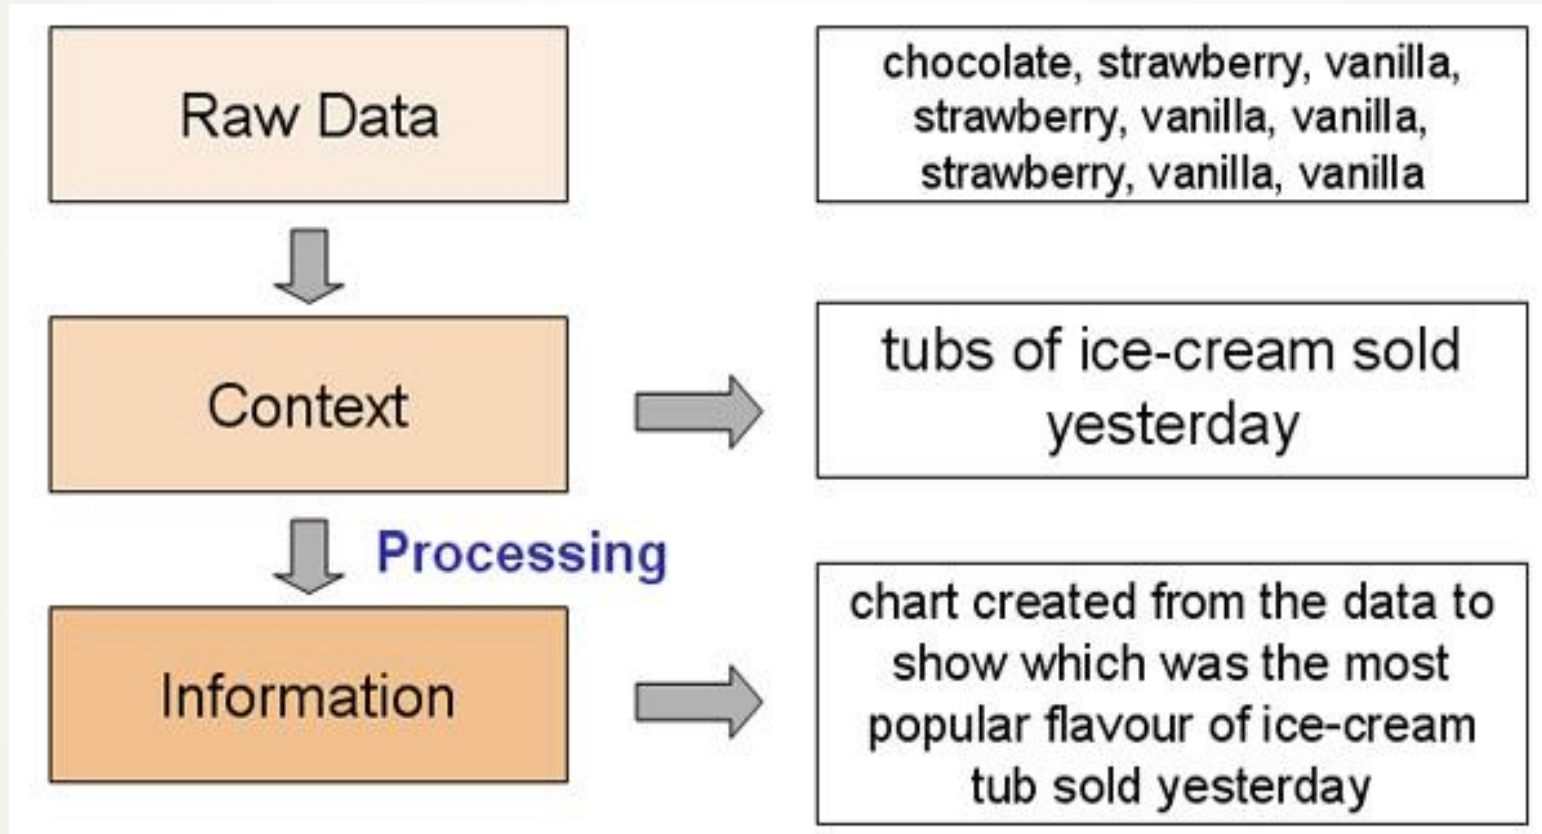 Raw Data
chocolate, strawberry, vanilla,
strawberry, vanilla, vanilla,
strawberry, vanilla, vanilla
Context
tubs of ice-cream sold
yesterday
Processing
Information
chart created from the data to
show which was the most
popular flavour of ice-cream
tub sold yesterday